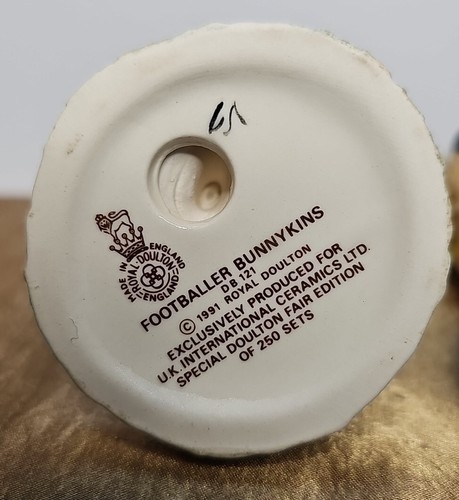 MADE IN ENGLAND
ROYAL DOULTON
ENGLAND
FOOTBALLER BUNNYKINS
© 1991 DB 121
ROYAL DOULTON
EXCLUSIVELY PRODUCED FOR
U.K. INTERNATIONAL CERAMICS LTD.
SPECIAL DOULTON FAIR EDITION
OF 250 SETS